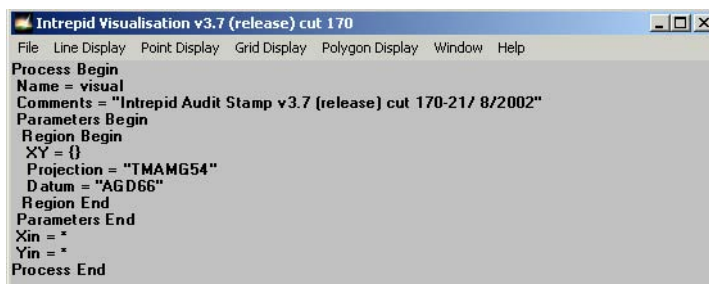 Intrepid Visualisation v3.7 (release) cut 170
File Line Display Point Display Grid Display Polygon Display Window Help
Process Begin
Name = visual
Comments = "Intrepid Audit Stamp v3.7 (release) cut 170-21/ 8/2002"
Parameters Begin
Region Begin
XY = {}
Projection = "TMAMG54"
Datum = "AGD66"
Region End
Parameters End
Xin = *
Yin = *
Process End